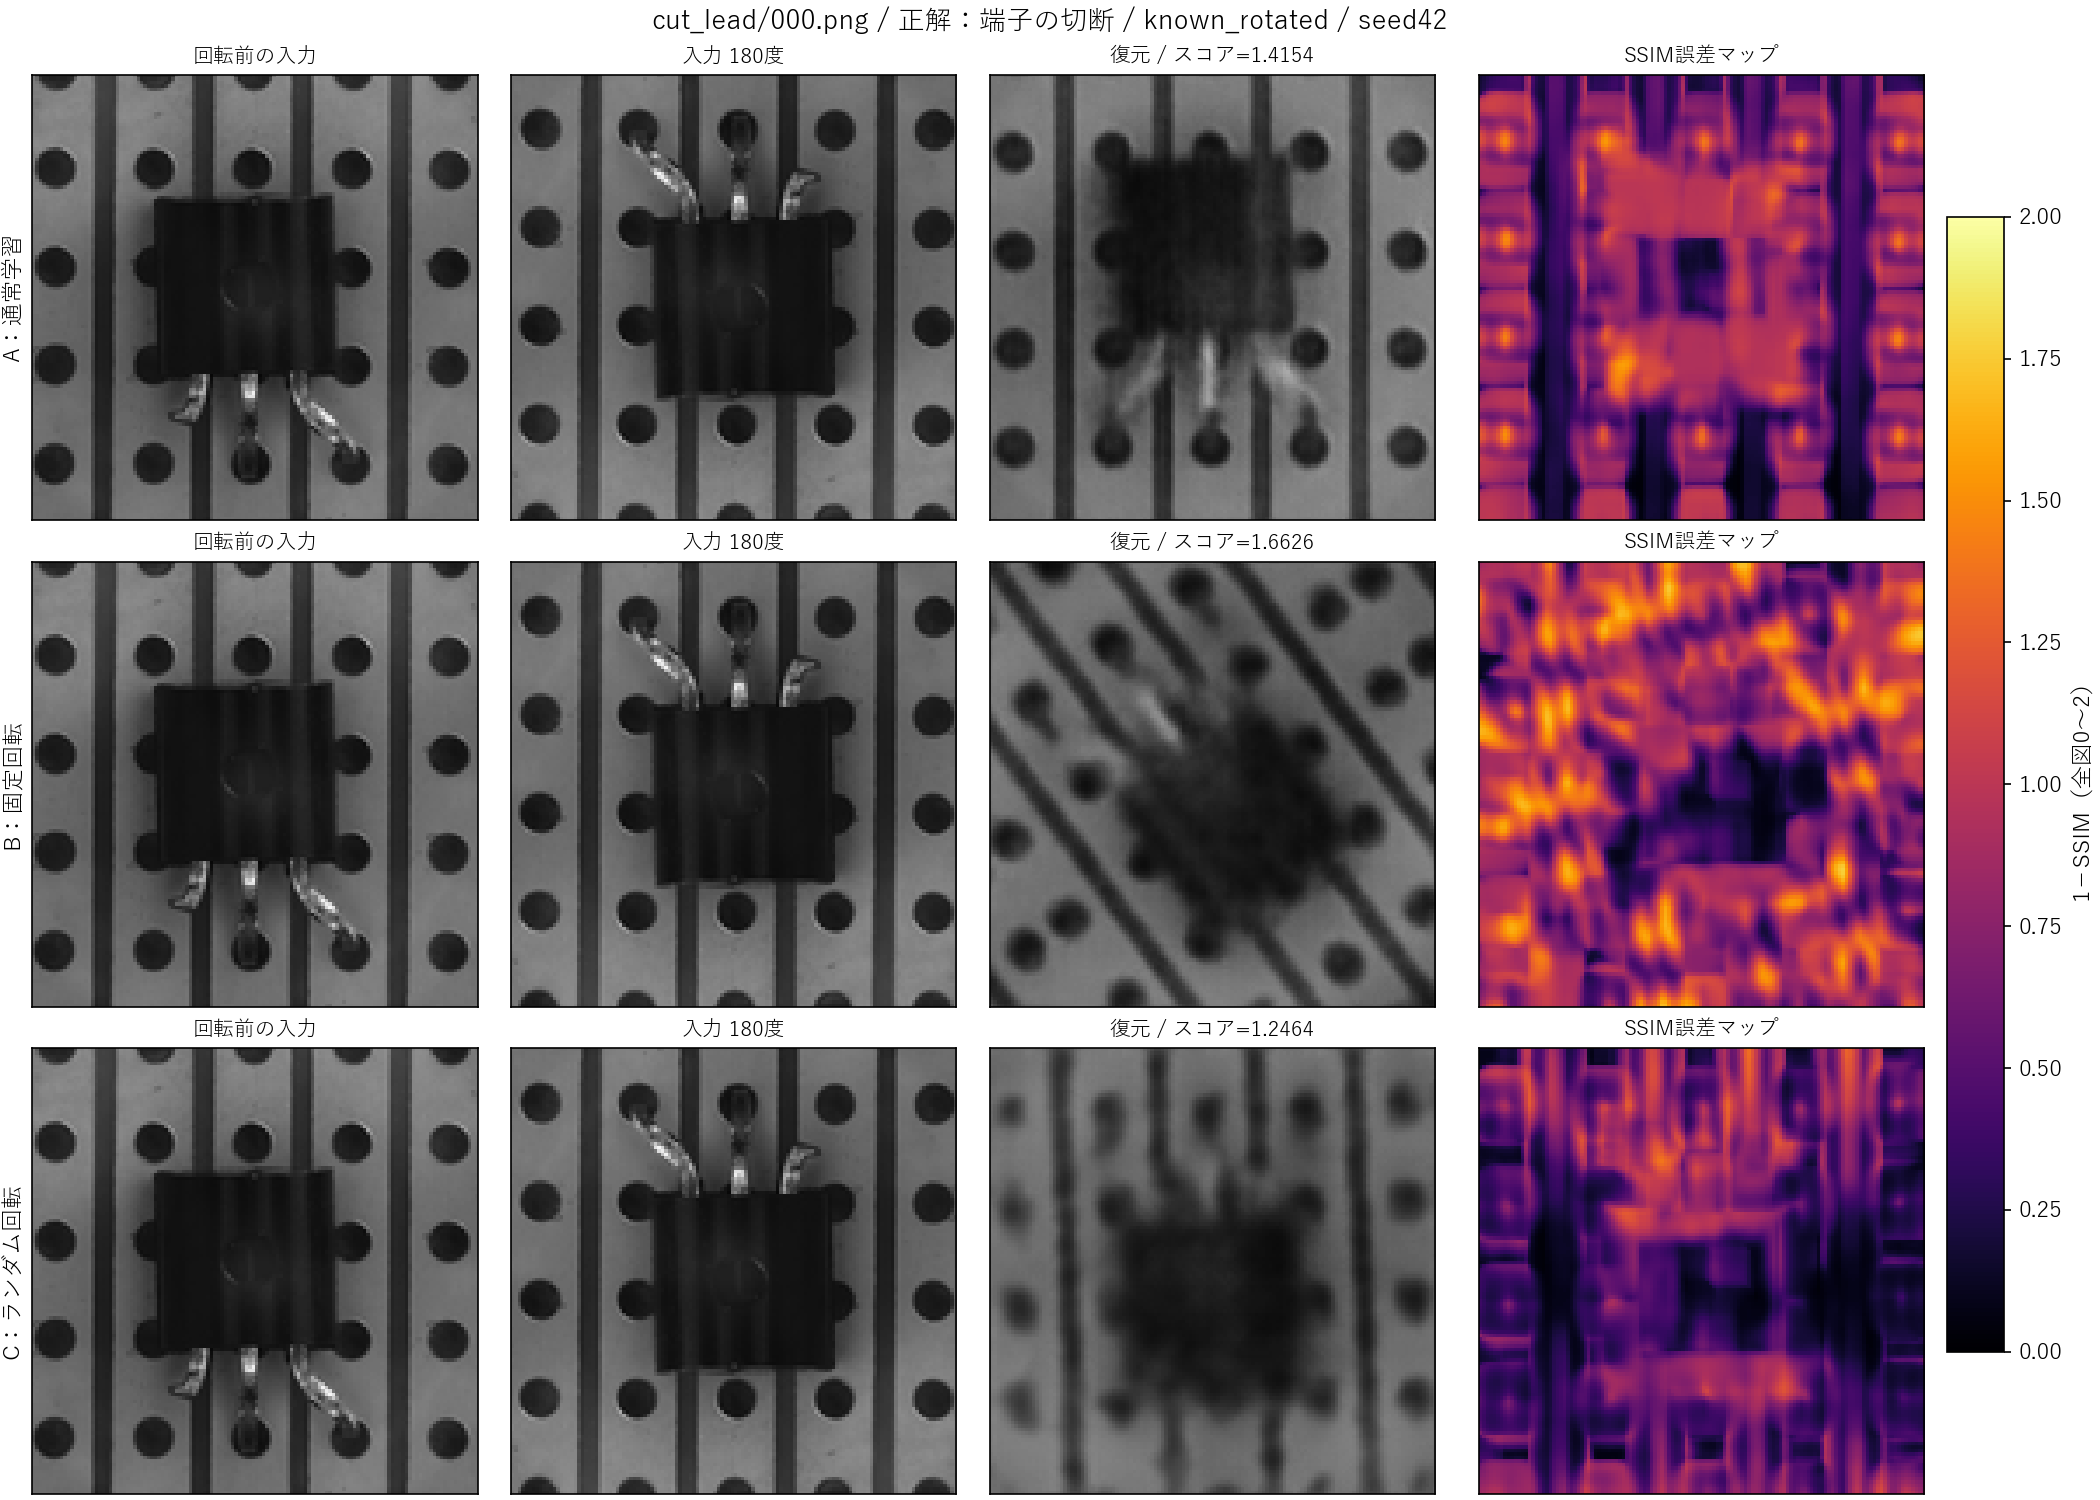 cut_lead/000.png / 正解：端子の切断 / known_rotated / seed42
回転前の入力
入力 180度
復元 / スコア=1.4154
SSIM誤差マップ
A：通常学習
回転前の入力
入力 180度
復元 / スコア=1.6626
SSIM誤差マップ
B：固定回転
回転前の入力
入力 180度
復元 / スコア=1.2464
SSIM誤差マップ
C：ランダム回転
2.00
1.75
1.50
1.25
1.00
0.75
0.50
0.25
0.00
1－SSIM（全図0～2）